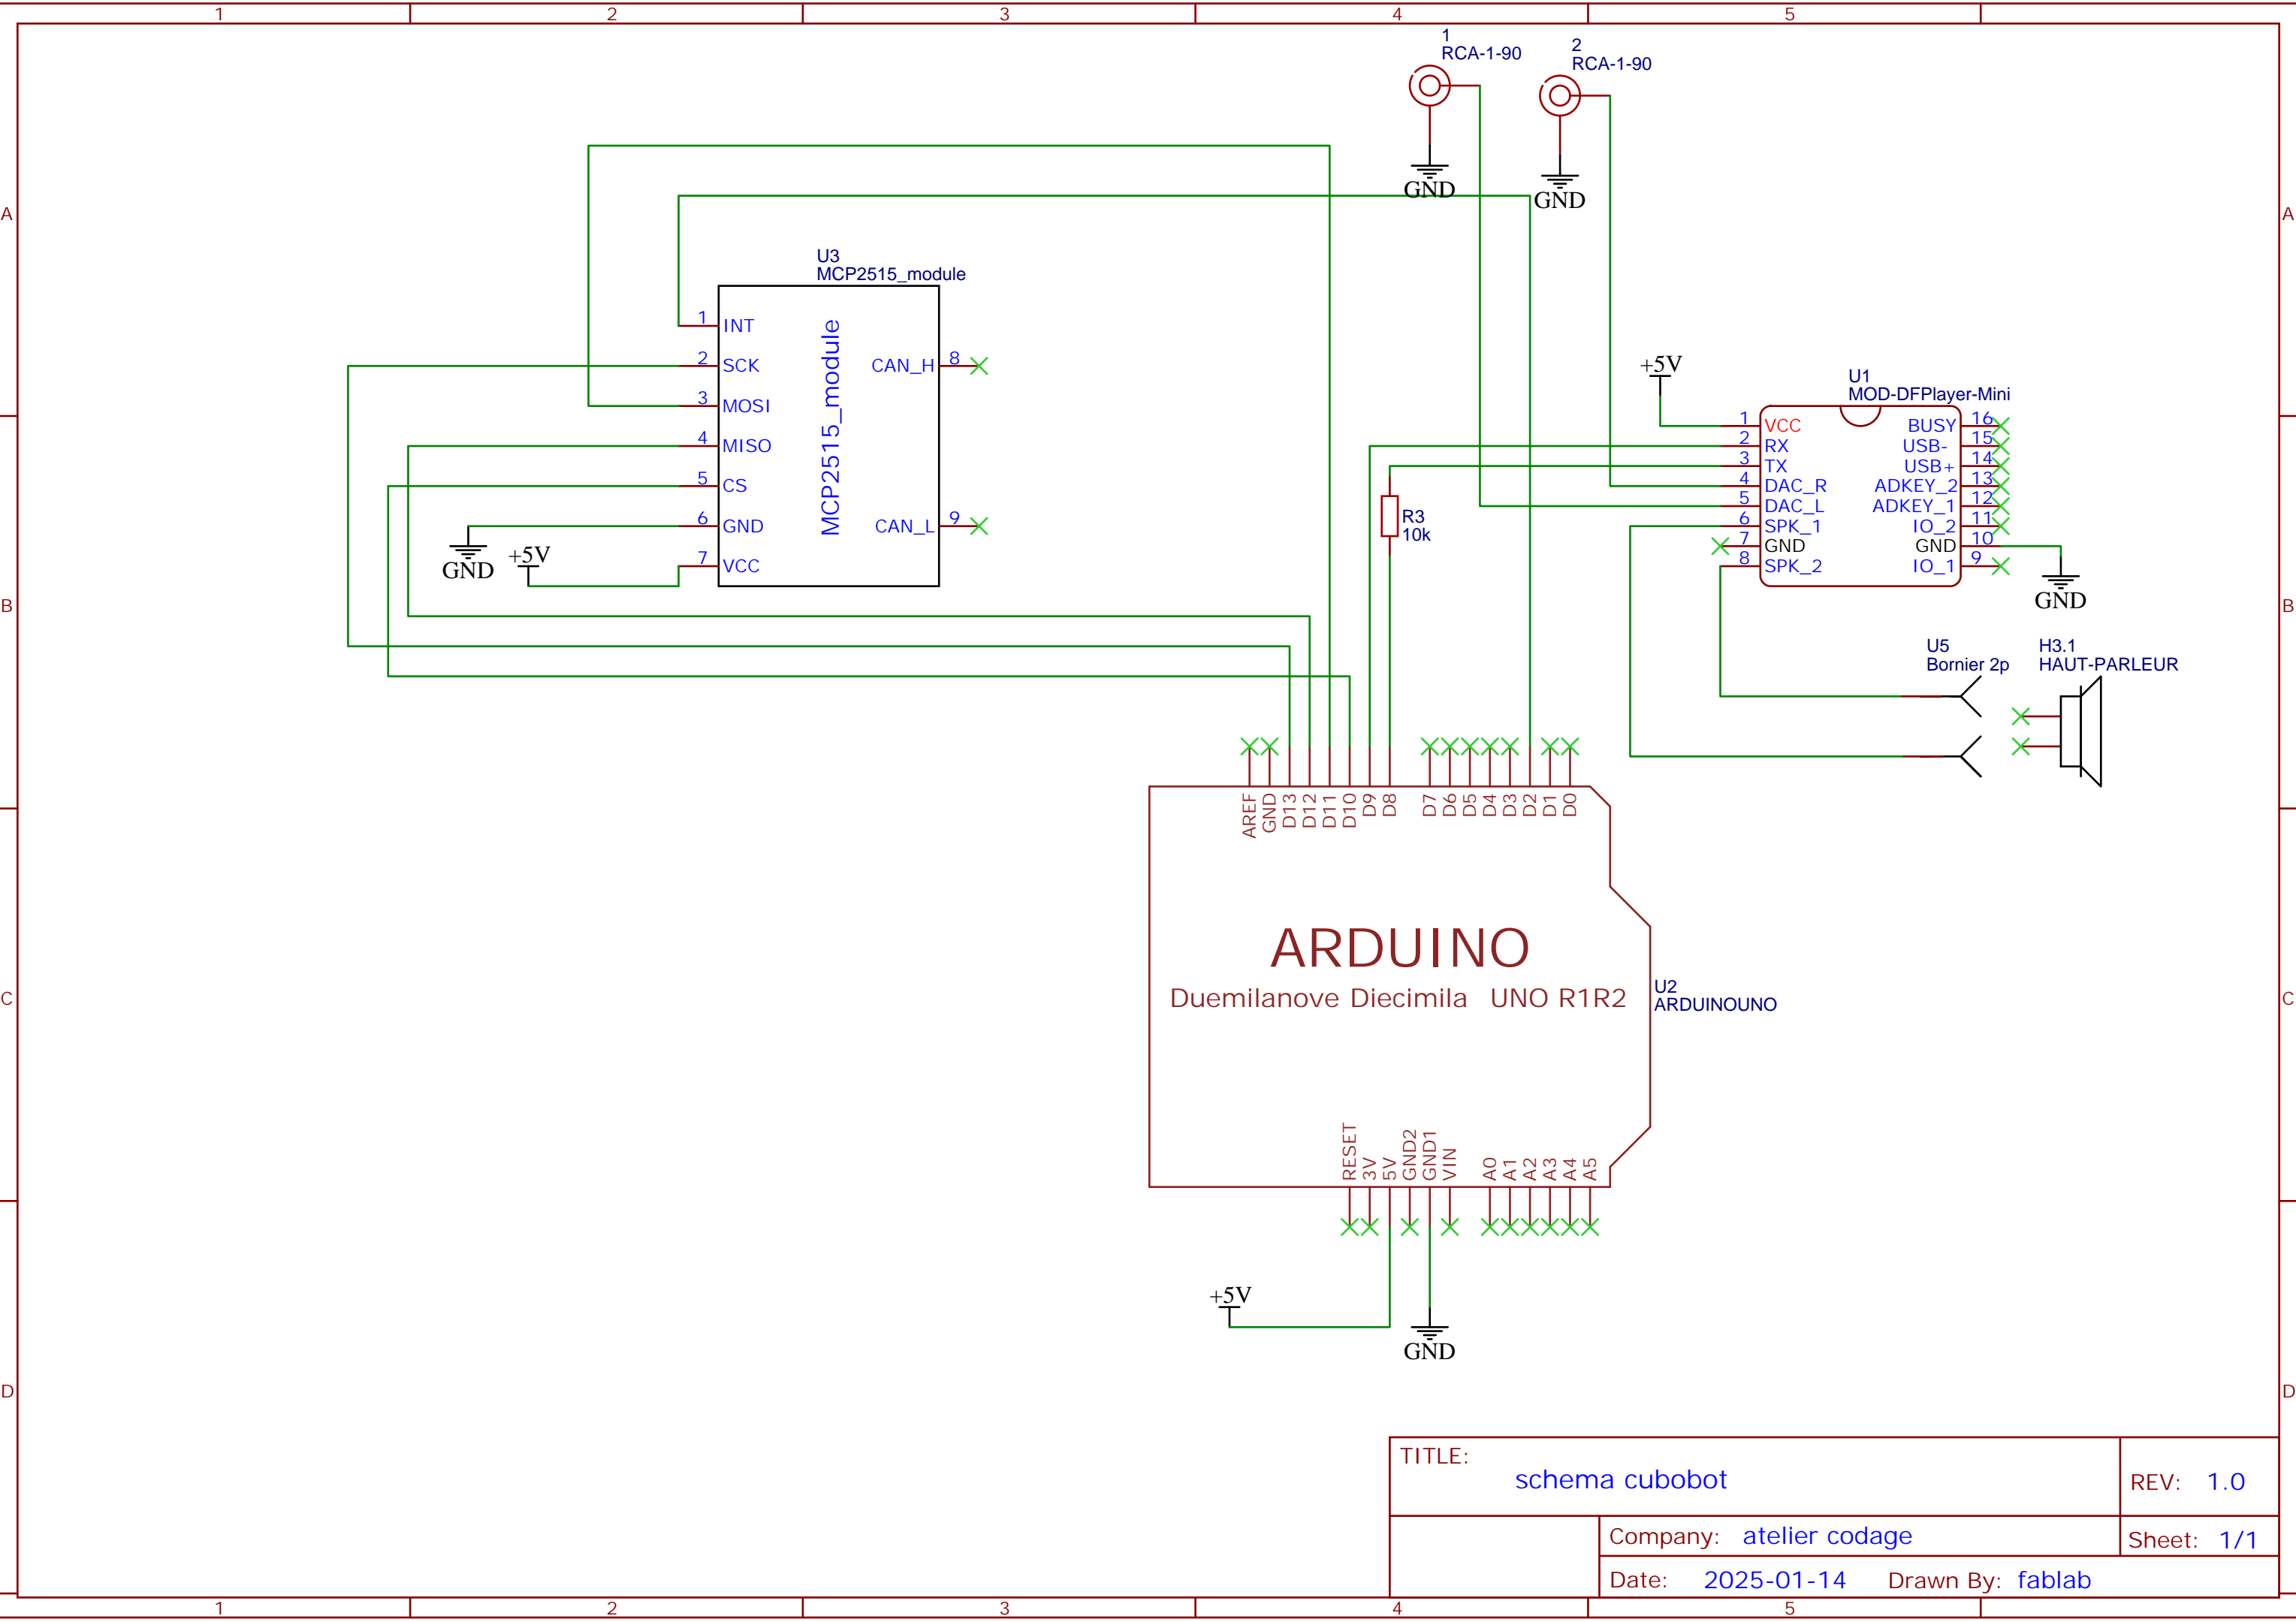 1 2 3 4 5
A A
B B
C C
D D
1
RCA-1-90
GND
2
RCA-1-90
GND
U3
MCP2515_module
MCP2515_module
1 INT
2 SCK
3 MOSI
4 MISO
5 CS
6 GND
7 VCC
CAN_H 8
CAN_L 9
GND
+5V
R3
10k
+5V
U1
MOD-DFPlayer-Mini
1 VCC
2 RX
3 TX
4 DAC_R
5 DAC_L
6 SPK_1
7 GND
8 SPK_2
BUSY 16
USB- 15
USB+ 14
ADKEY_2 13
ADKEY_1 12
IO_2 11
GND 10
IO_1 9
GND
U5
Bornier 2p
H3.1
HAUT-PARLEUR
AREF GND D13 D12 D11 D10 D9 D8 D7 D6 D5 D4 D3 D2 D1 D0
ARDUINO
Duemilanove Diecimila UNO R1R2
U2
ARDUINOUNO
RESET 3V 5V GND2 GND1 VIN A0 A1 A2 A3 A4 A5
+5V
GND
TITLE:
schema cubobot
REV: 1.0
Company: atelier codage
Sheet: 1/1
Date: 2025-01-14 Drawn By: fablab
1 2 3 4 5